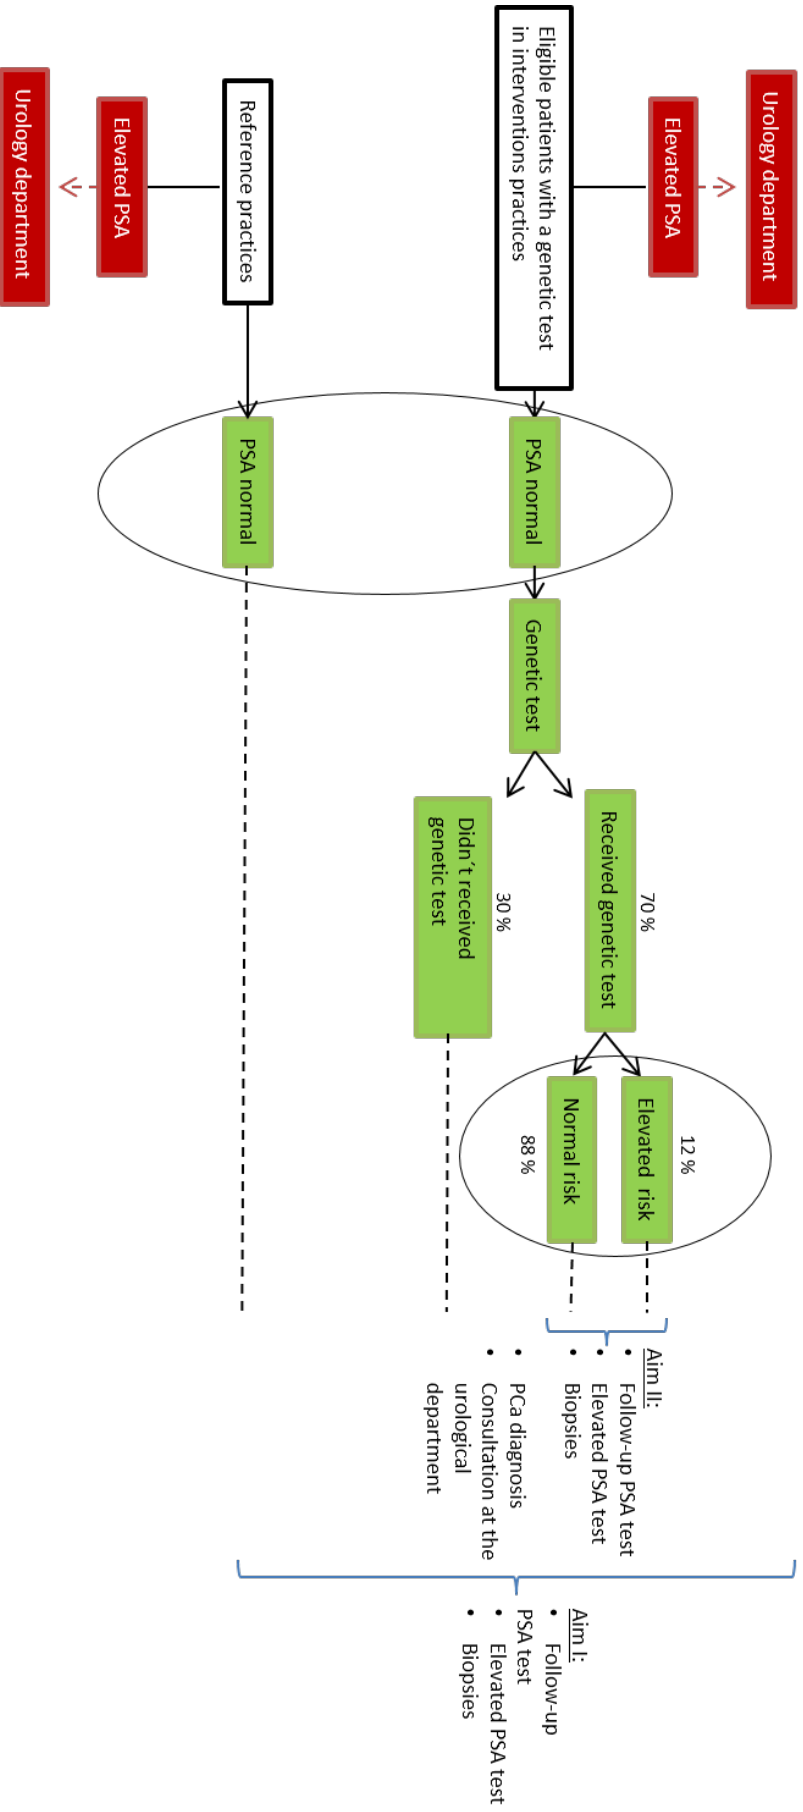 Urology department
Elevated PSA
Eligible patients with a genetic test
in interventions practices
PSA normal
Genetic test
70 %
Received genetic test
30 %
Didn´t received
genetic test
12 %
Elevated risk
Normal risk
88 %
Aim II:
• Follow-up PSA test
• Elevated PSA test
• Biopsies
• PCa diagnosis
• Consultation at the
urological
department
Aim I:
• Follow-up
PSA test
• Elevated PSA test
• Biopsies
Reference practices
PSA normal
Elevated PSA
Urology department